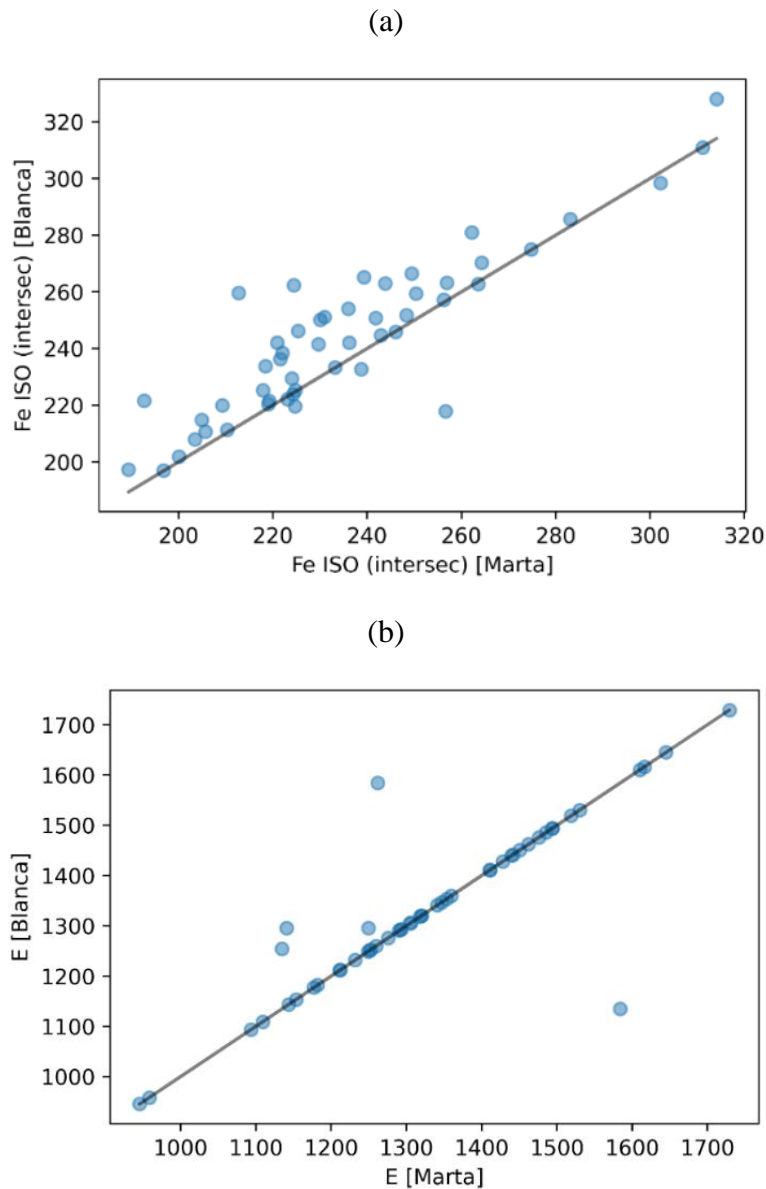 (a)
320
300
280
260
240
220
200
Fe ISO (intersec) [Blanca]
200 220 240 260 280 300 320
Fe ISO (intersec) [Marta]
(b)
1700
1600
1500
1400
1300
1200
1100
1000
E [Blanca]
1000 1100 1200 1300 1400 1500 1600 1700
E [Marta]